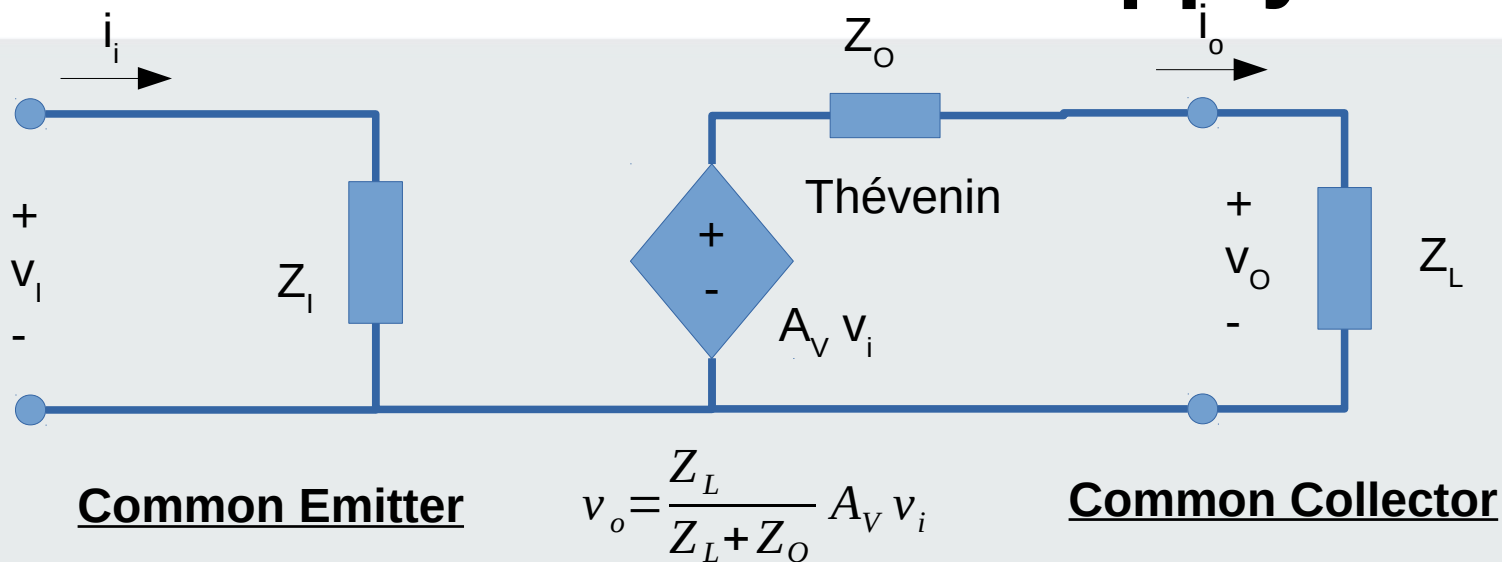 i_i
Z_O
i_o
+
v_I
-
Z_I
+
-
Thévenin
A_V v_i
+
v_O
-
Z_L
Common Emitter
v_o = Z_L / (Z_L + Z_O) A_V v_i
Common Collector